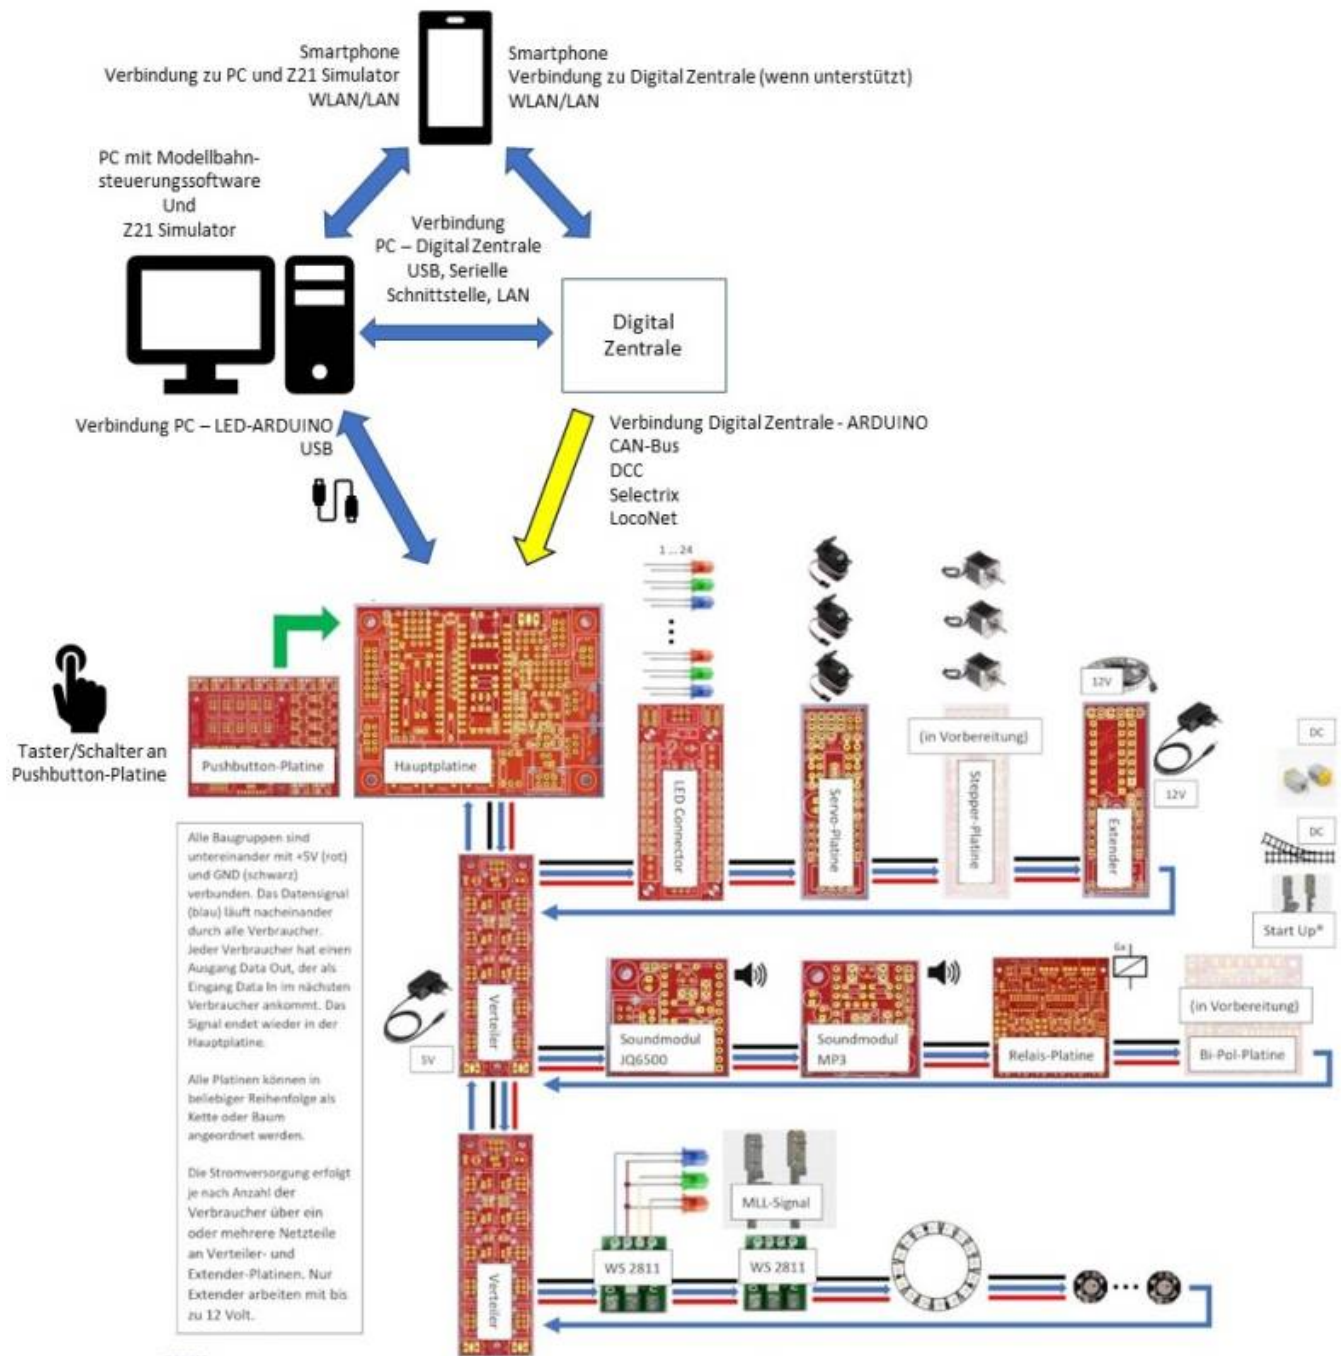 Smartphone
Verbindung zu PC und Z21 Simulator
WLAN/LAN
Smartphone
Verbindung zu Digital Zentrale (wenn unterstützt)
WLAN/LAN
PC mit Modellbahn-
steuerungssoftware
Und
Z21 Simulator
Verbindung
PC – Digital Zentrale
USB, Serielle
Schnittstelle, LAN
Digital
Zentrale
Verbindung PC – LED-ARDUINO
USB
Verbindung Digital Zentrale - ARDUINO
CAN-Bus
DCC
Selectrix
LocoNet
1 ... 24
Taster/Schalter an
Pushbutton-Platine
Pushbutton-Platine
Hauptplatine
LED Connector
Servo-Platine
(in Vorbereitung)
Stepper-Platine
12V
Extender
12V
DC
DC
Start Up®
Alle Baugruppen sind
untereinander mit +5V (rot)
und GND (schwarz)
verbunden. Das Datensignal
(blau) läuft nacheinander
durch alle Verbraucher.
Jeder Verbraucher hat einen
Ausgang Data Out, der als
Eingang Data In im nächsten
Verbraucher ankommt. Das
Signal endet wieder in der
Hauptplatine.
Alle Platinen können in
beliebiger Reihenfolge als
Kette oder Baum
angeordnet werden.
Die Stromversorgung erfolgt
je nach Anzahl der
Verbraucher über ein
oder mehrere Netzteile
an Verteiler- und
Extender-Platinen. Nur
Extender arbeiten mit bis
zu 12 Volt.
5V
Verteiler
Soundmodul
JQ6500
Soundmodul
MP3
Relais-Platine
6x
(in Vorbereitung)
Bi-Pol-Platine
Verteiler
WS 2811
MLL-Signal
WS 2811